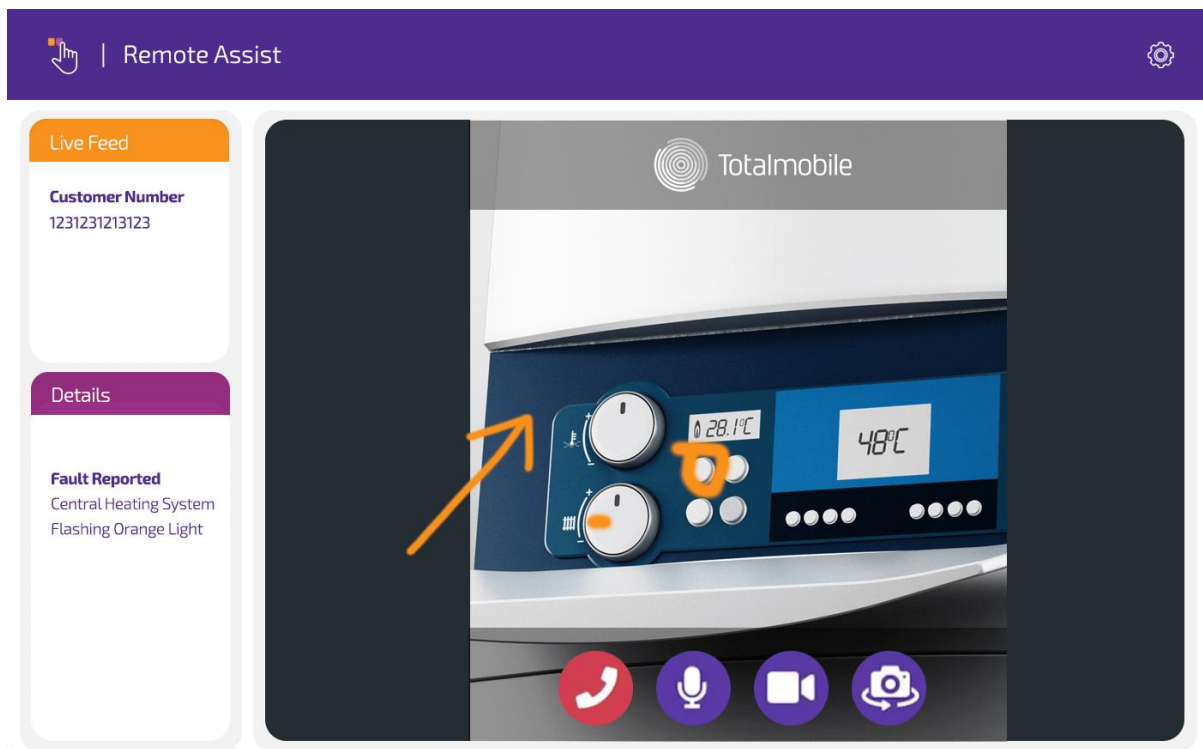 Remote Assist
Live Feed
Customer Number
1231231213123
Details
Fault Reported
Central Heating System
Flashing Orange Light
Totalmobile
28.1°C
48°C
+
-
+
-